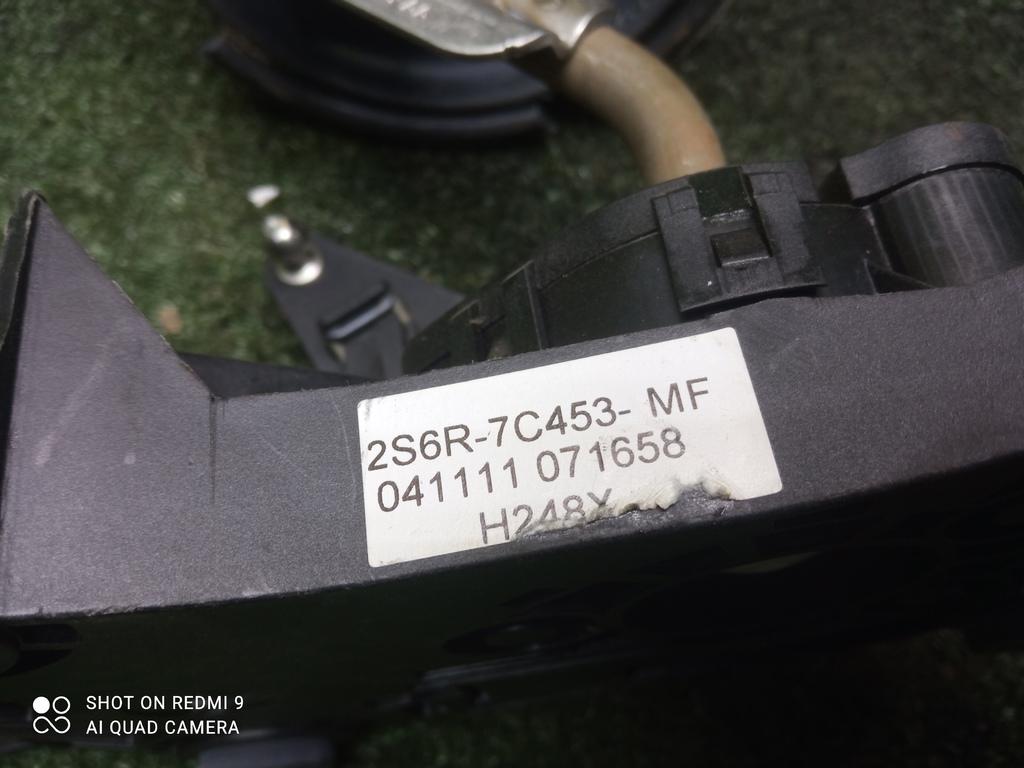 2S6R-7C453- MF
041111 071658
H248X
SHOT ON REDMI 9
AI QUAD CAMERA